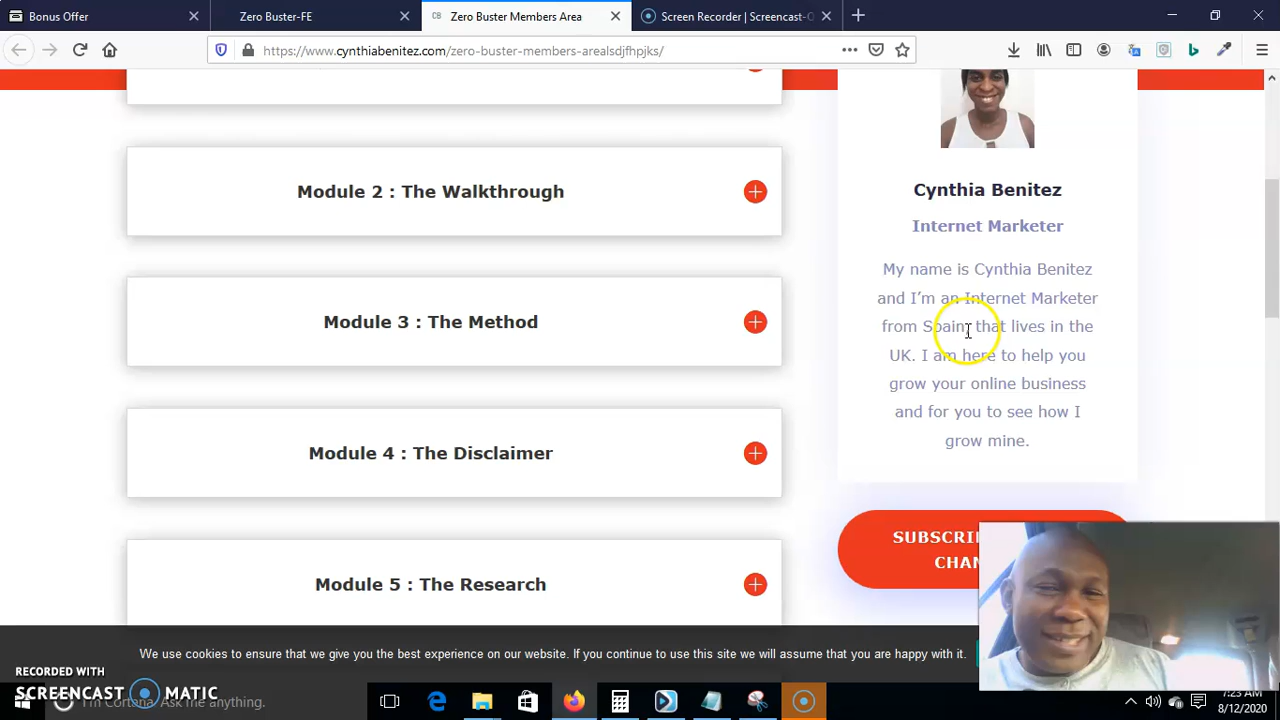 Bonus Offer
Zero Buster-FE
Zero Buster Members Area
Screen Recorder | Screencast-O
https://www.cynthiabenitez.com/zero-buster-members-arealsdjfhpjks/
Module 2 : The Walkthrough
Module 3 : The Method
Module 4 : The Disclaimer
Module 5 : The Research
Cynthia Benitez
Internet Marketer
My name is Cynthia Benitez
and I'm an Internet Marketer
from Spain that lives in the
UK. I am here to help you
grow your online business
and for you to see how I
grow mine.
We use cookies to ensure that we give you the best experience on our website. If you continue to use this site we will assume that you are happy with it.
RECORDED WITH
SCREENCAST MATIC
I'm Cortana. Ask me anything.
7:23 AM
8/12/2020